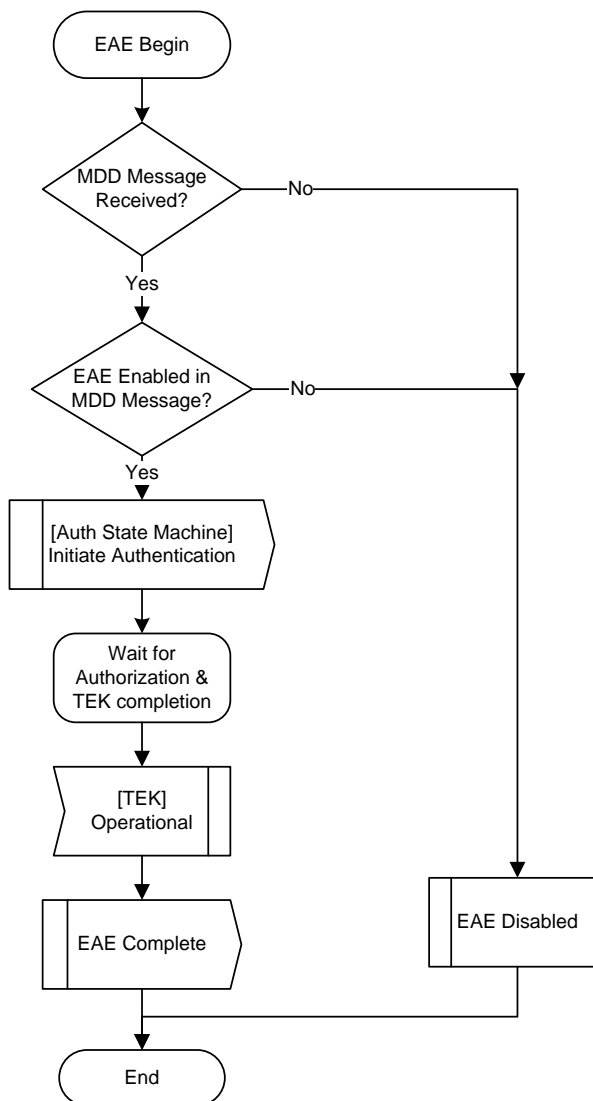 EAE Begin
MDD Message
Received?
No
Yes
EAE Enabled in
MDD Message?
No
Yes
[Auth State Machine]
Initiate Authentication
Wait for
Authorization &
TEK completion
[TEK]
Operational
EAE Complete
EAE Disabled
End